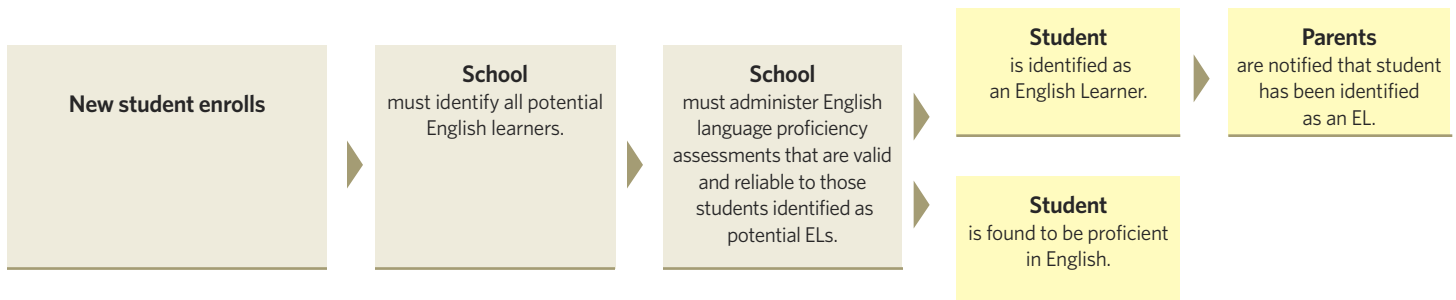 New student enrolls
School
must identify all potential
English learners.
School
must administer English
language proficiency
assessments that are valid
and reliable to those
students identified as
potential ELs.
Student
is identified as
an English Learner.
Parents
are notified that student
has been identified
as an EL.
Student
is found to be proficient
in English.